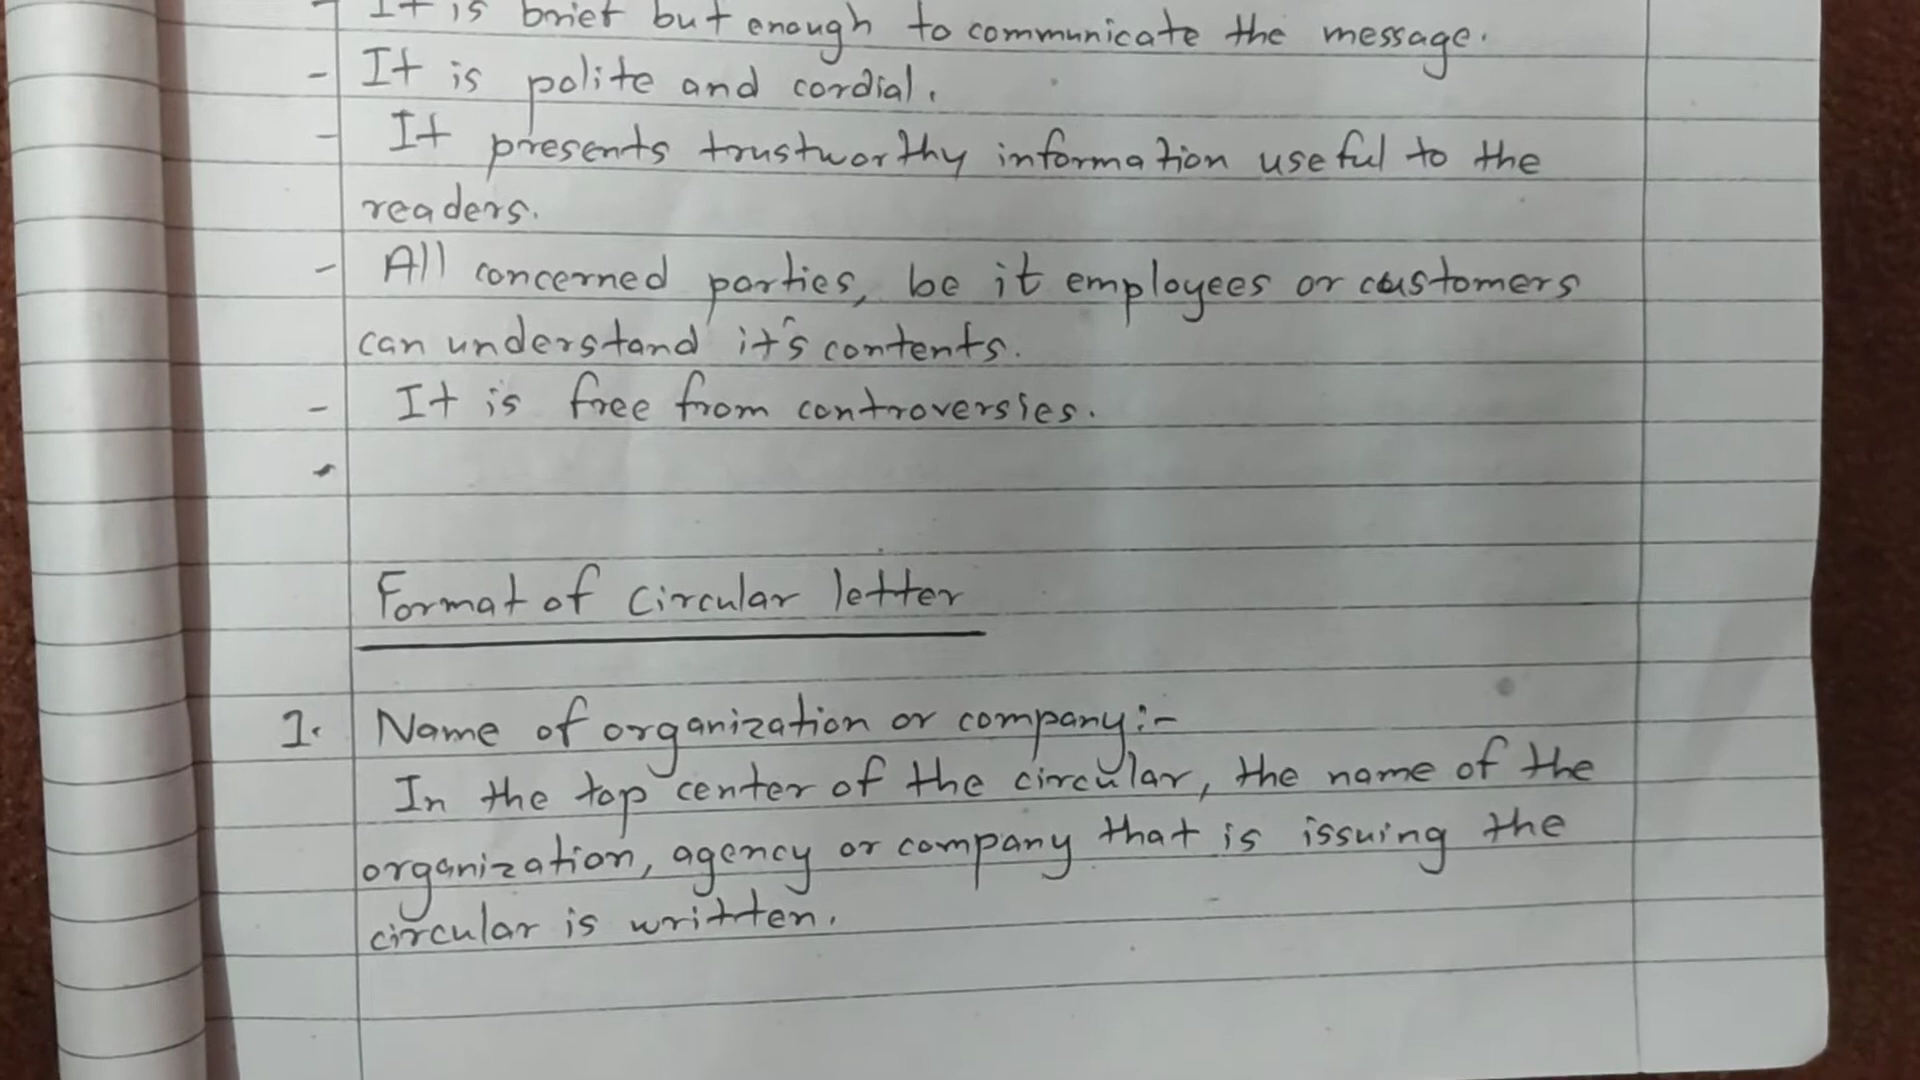 - It is brief but enough to communicate the message.
- It is polite and cordial.
- It presents trustworthy information useful to the
readers.
- All concerned parties, be it employees or customers
can understand it's contents.
- It is free from controversies.
-
Format of circular letter
1. Name of organization or company:-
In the top center of the circular, the name of the
organization, agency or company that is issuing the
circular is written.